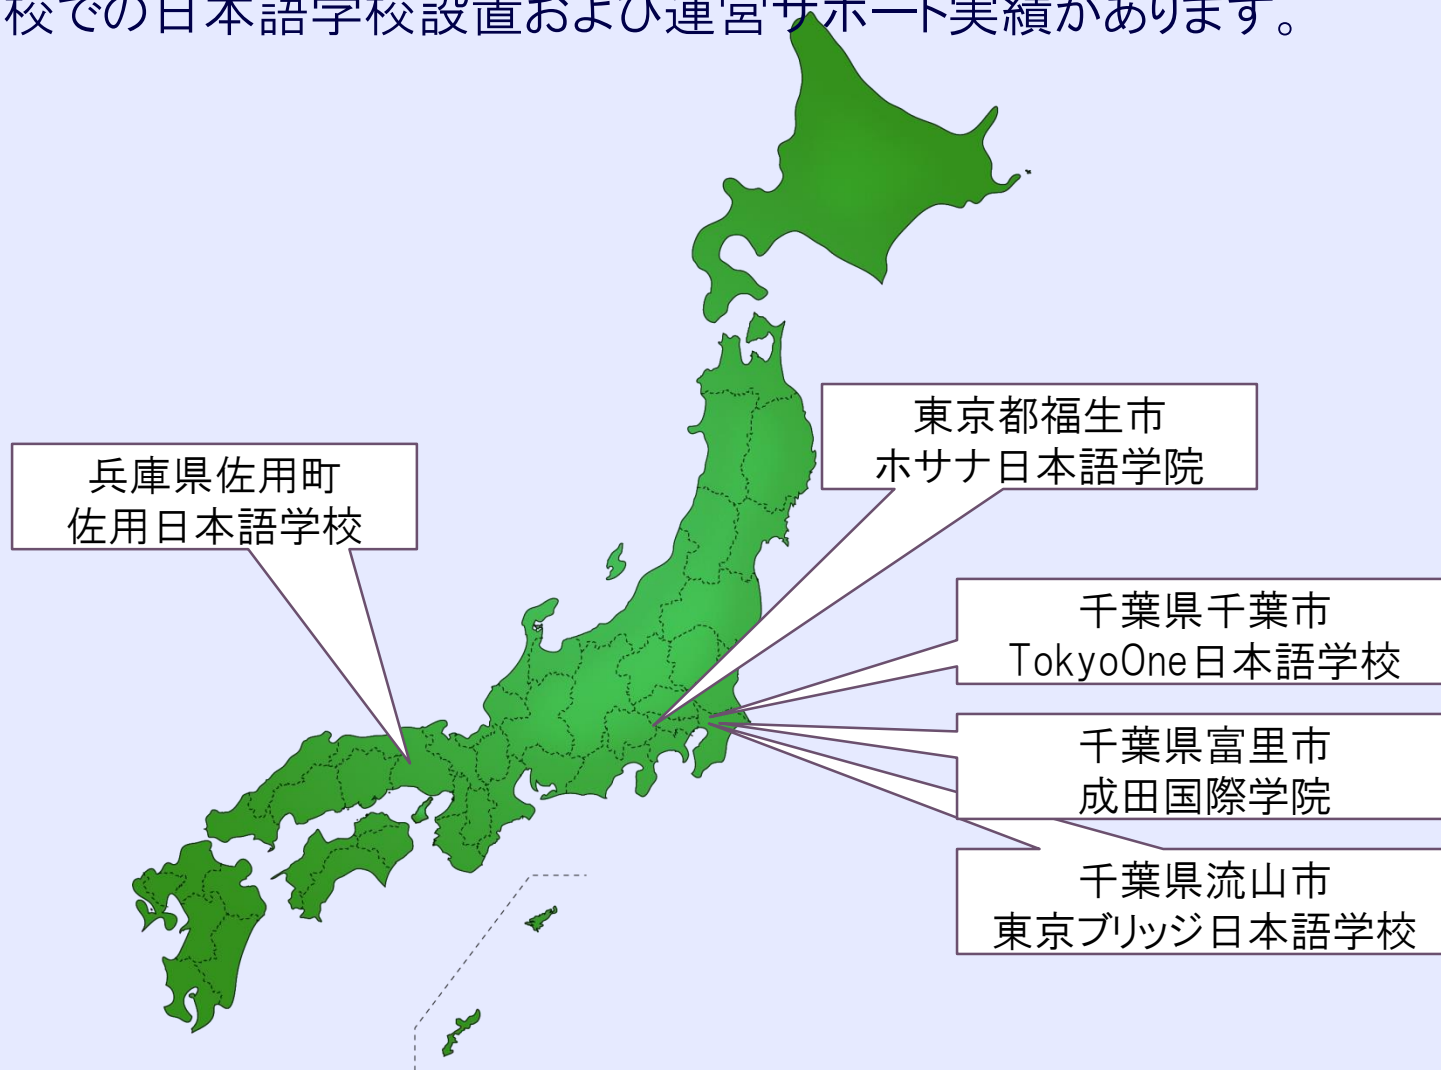 校での日本語学校設置および運営サポート実績があります。
東京都福生市
ホサナ日本語学院
兵庫県佐用町
佐用日本語学校
千葉県千葉市
TokyoOne日本語学校
千葉県富里市
成田国際学院
千葉県流山市
東京ブリッジ日本語学校